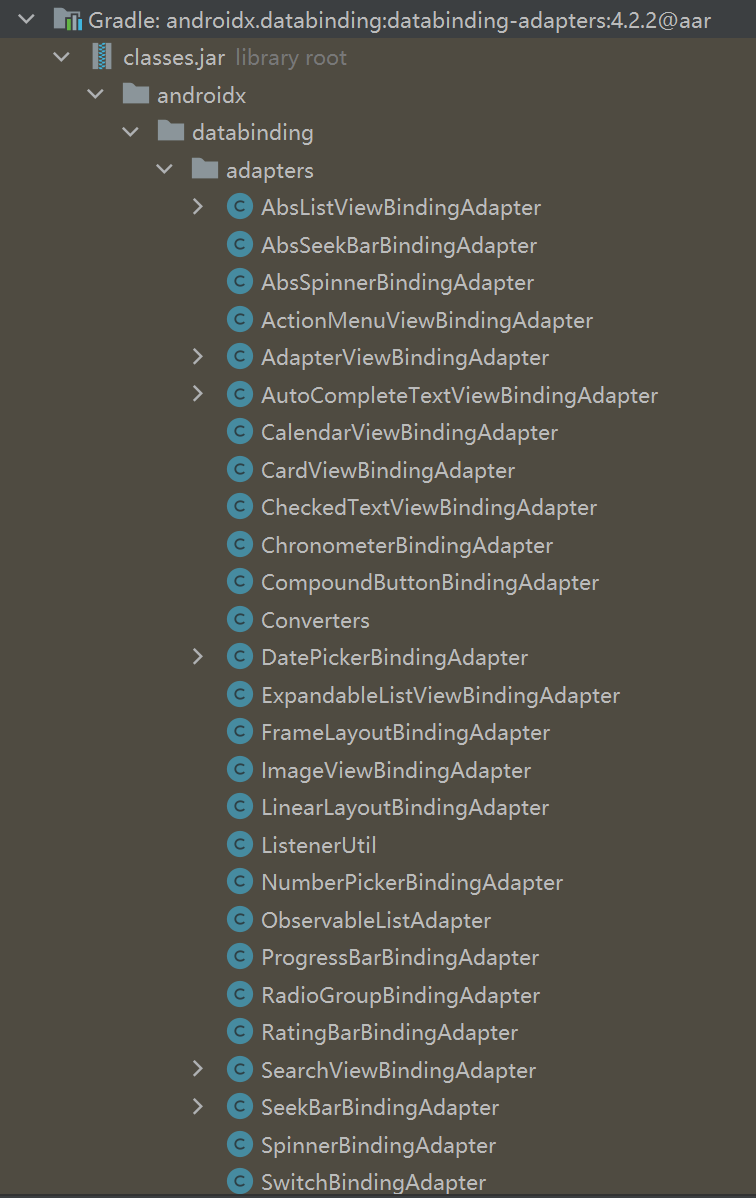 Gradle: androidx.databinding:databinding-adapters:4.2.2@aar
classes.jar library root
androidx
databinding
adapters
C AbsListViewBindingAdapter
C AbsSeekBarBindingAdapter
C AbsSpinnerBindingAdapter
C ActionMenuViewBindingAdapter
C AdapterViewBindingAdapter
C AutoCompleteTextViewBindingAdapter
C CalendarViewBindingAdapter
C CardViewBindingAdapter
C CheckedTextViewBindingAdapter
C ChronometerBindingAdapter
C CompoundButtonBindingAdapter
C Converters
C DatePickerBindingAdapter
C ExpandableListViewBindingAdapter
C FrameLayoutBindingAdapter
C ImageViewBindingAdapter
C LinearLayoutBindingAdapter
C ListenerUtil
C NumberPickerBindingAdapter
C ObservableListAdapter
C ProgressBarBindingAdapter
C RadioGroupBindingAdapter
C RatingBarBindingAdapter
C SearchViewBindingAdapter
C SeekBarBindingAdapter
C SpinnerBindingAdapter
C SwitchBindingAdapter